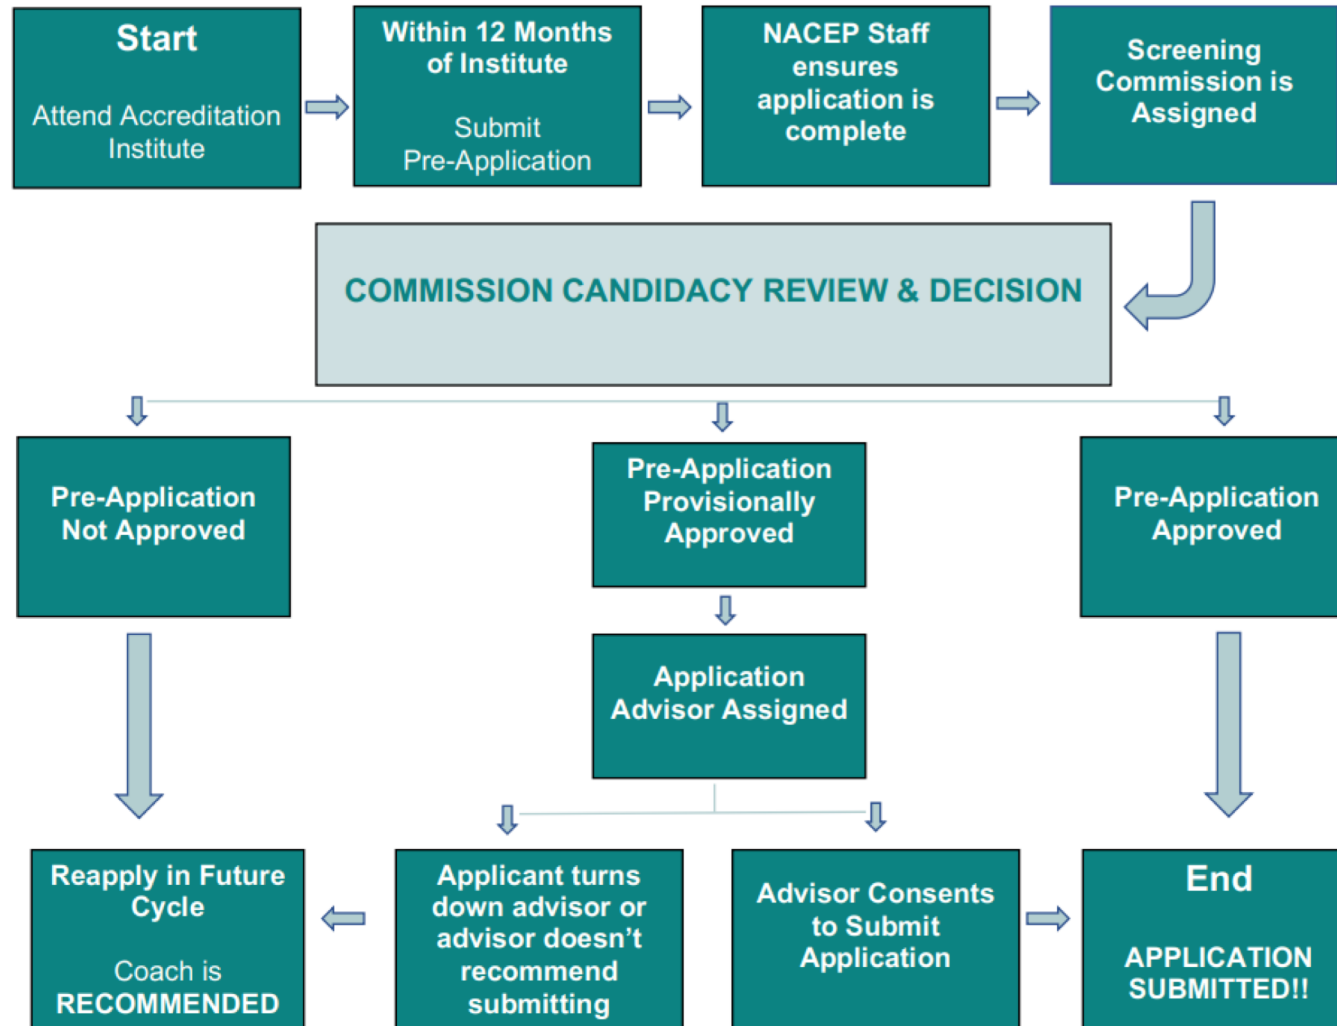 Start
Attend Accreditation
Institute
Within 12 Months
of Institute
Submit
Pre-Application
NACEP Staff
ensures
application is
complete
Screening
Commission is
Assigned
COMMISSION CANDIDACY REVIEW & DECISION
Pre-Application
Not Approved
Pre-Application
Provisionally
Approved
Pre-Application
Approved
Application
Advisor Assigned
Reapply in Future
Cycle
Coach is
RECOMMENDED
Applicant turns
down advisor or
advisor doesn’t
recommend
submitting
Advisor Consents
to Submit
Application
End
APPLICATION
SUBMITTED!!